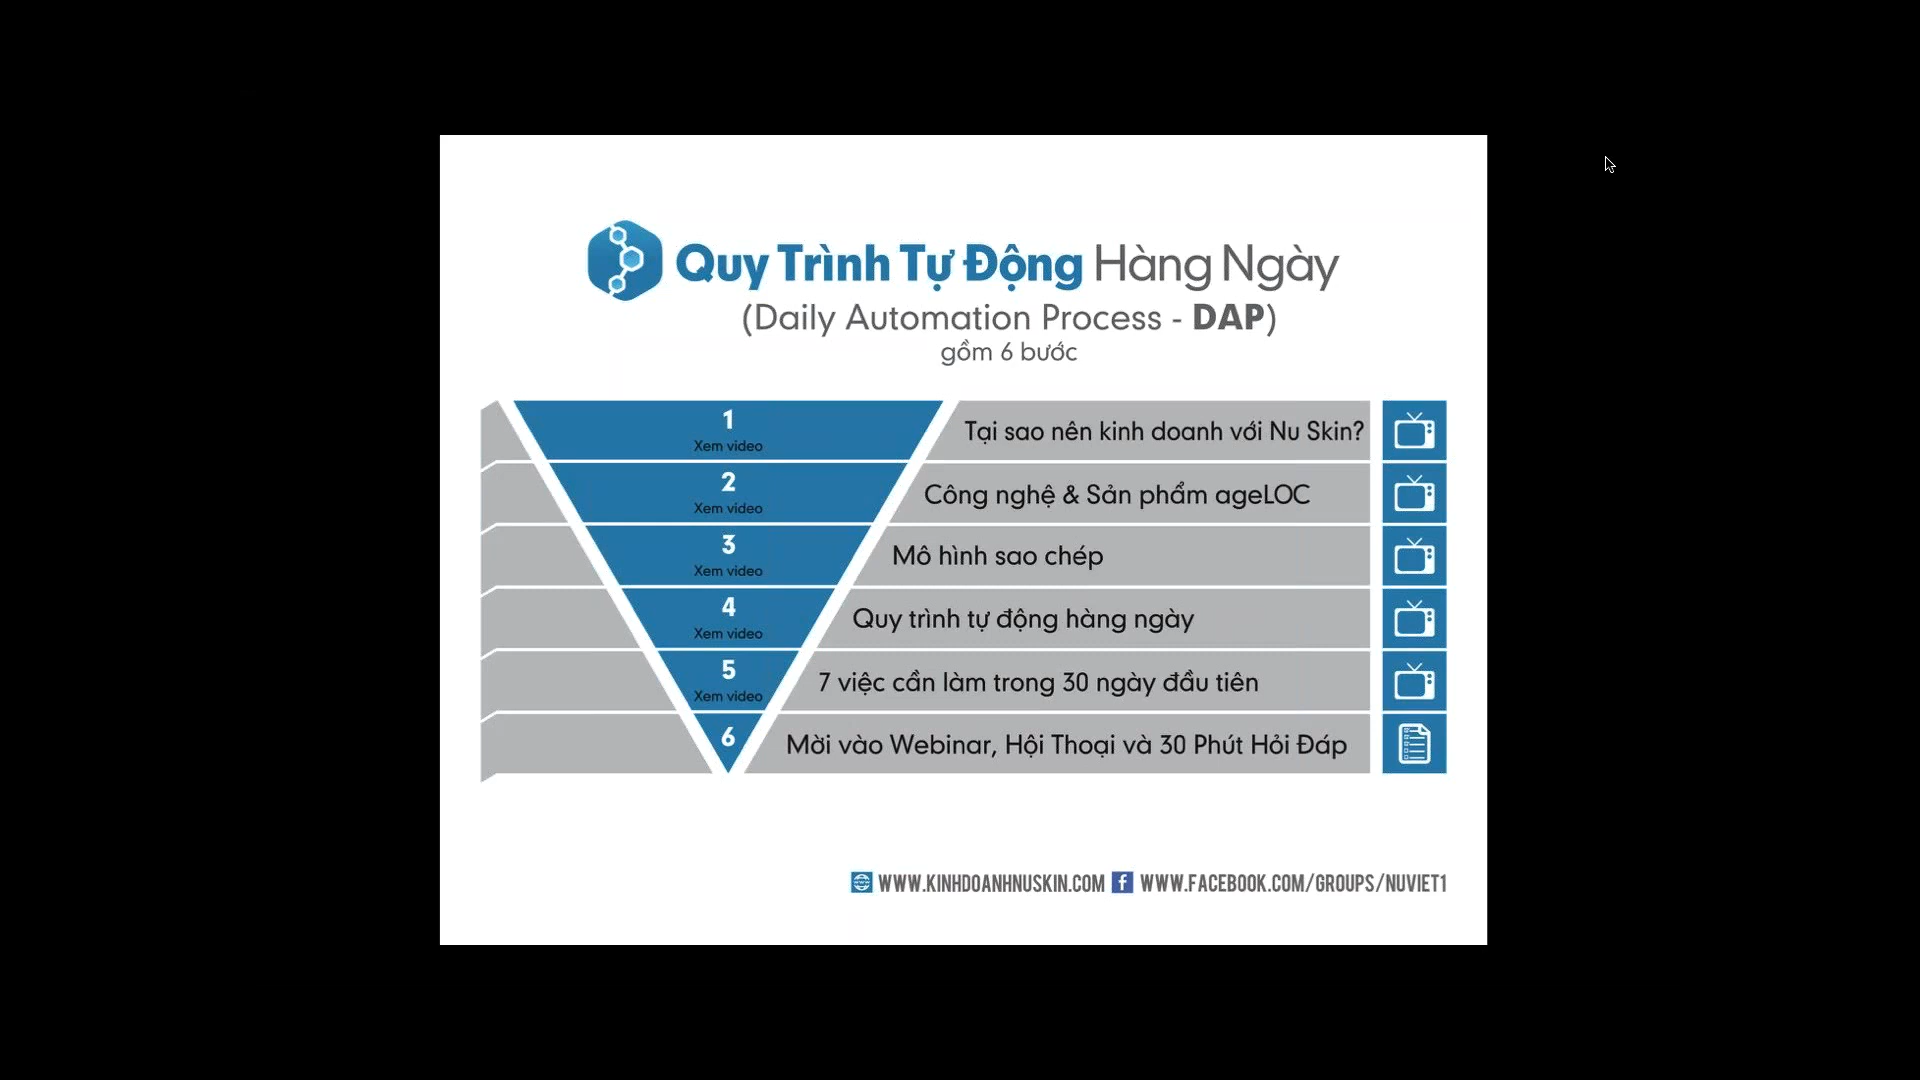 Quy Trình Tự Động Hàng Ngày
(Daily Automation Process - DAP)
gồm 6 bước
1
Xem video
Tại sao nên kinh doanh với Nu Skin?
2
Xem video
Công nghệ & Sản phẩm ageLOC
3
Xem video
Mô hình sao chép
4
Xem video
Quy trình tự động hàng ngày
5
Xem video
7 việc cần làm trong 30 ngày đầu tiên
6
Mời vào Webinar, Hội Thoại và 30 Phút Hỏi Đáp
WWW.KINHDOANHNUSKIN.COM f WWW.FACEBOOK.COM/GROUPS/NUVIET1